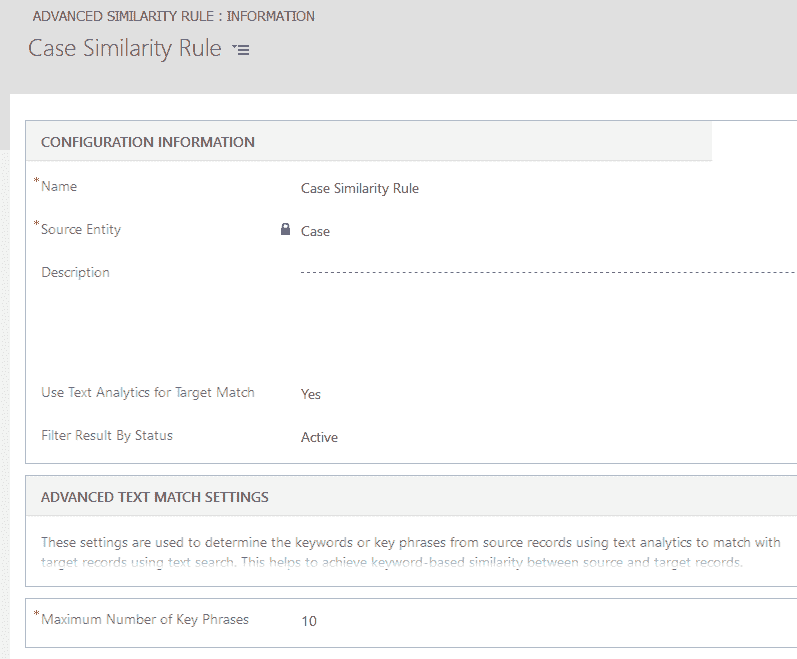 ADVANCED SIMILARITY RULE : INFORMATION
Case Similarity Rule
CONFIGURATION INFORMATION
*Name Case Similarity Rule
*Source Entity Case
Description
Use Text Analytics for Target Match Yes
Filter Result By Status Active
ADVANCED TEXT MATCH SETTINGS
These settings are used to determine the keywords or key phrases from source records using text analytics to match with
target records using text search. This helps to achieve keyword-based similarity between source and target records.
*Maximum Number of Key Phrases 10